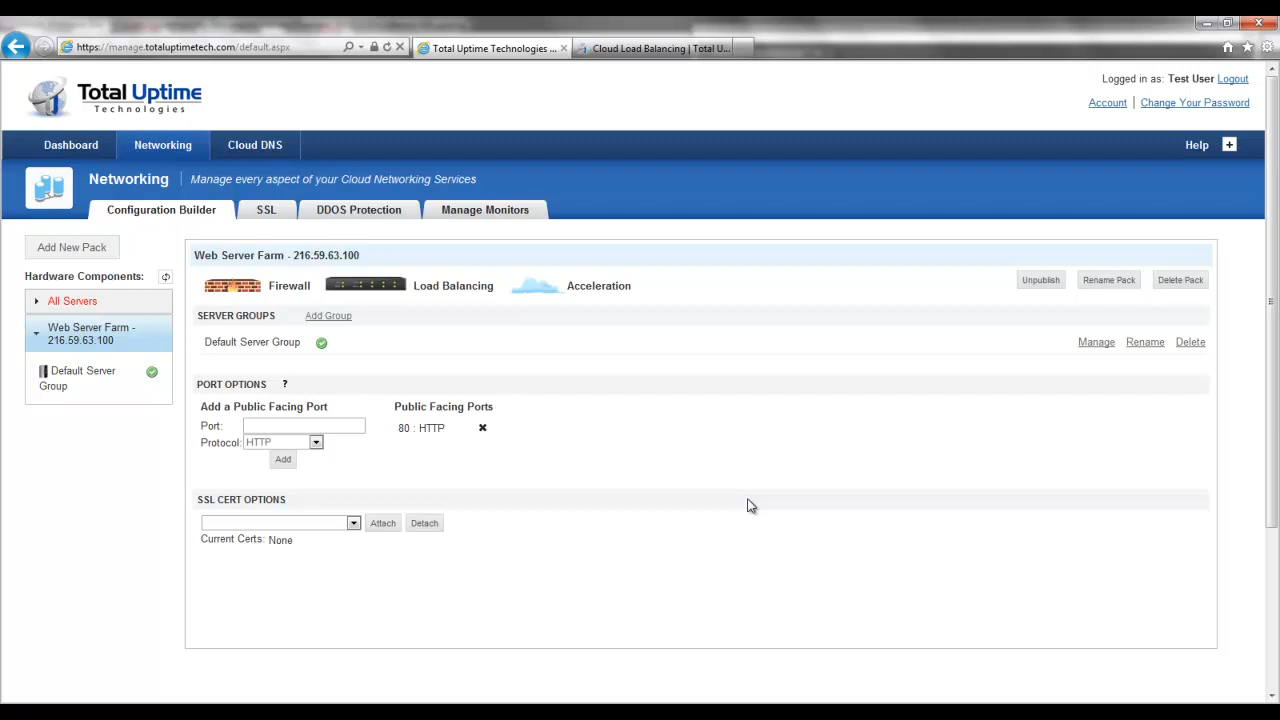 https://manage.totaluptimetech.com/default.aspx
Total Uptime Technologies ...
Cloud Load Balancing | Total U...
Logged in as: Test User Logout
Total Uptime
Technologies
Account | Change Your Password
Dashboard
Networking
Cloud DNS
Help +
Networking
Manage every aspect of your Cloud Networking Services
Configuration Builder
SSL
DDOS Protection
Manage Monitors
Add New Pack
Hardware Components:
All Servers
Web Server Farm -
216.59.63.100
Default Server
Group
Web Server Farm - 216.59.63.100
Firewall
Load Balancing
Acceleration
Unpublish
Rename Pack
Delete Pack
SERVER GROUPS
Add Group
Default Server Group
Manage
Rename
Delete
PORT OPTIONS ?
Add a Public Facing Port
Public Facing Ports
Port:
80 : HTTP
Protocol: HTTP
Add
SSL CERT OPTIONS
Attach
Detach
Current Certs: None